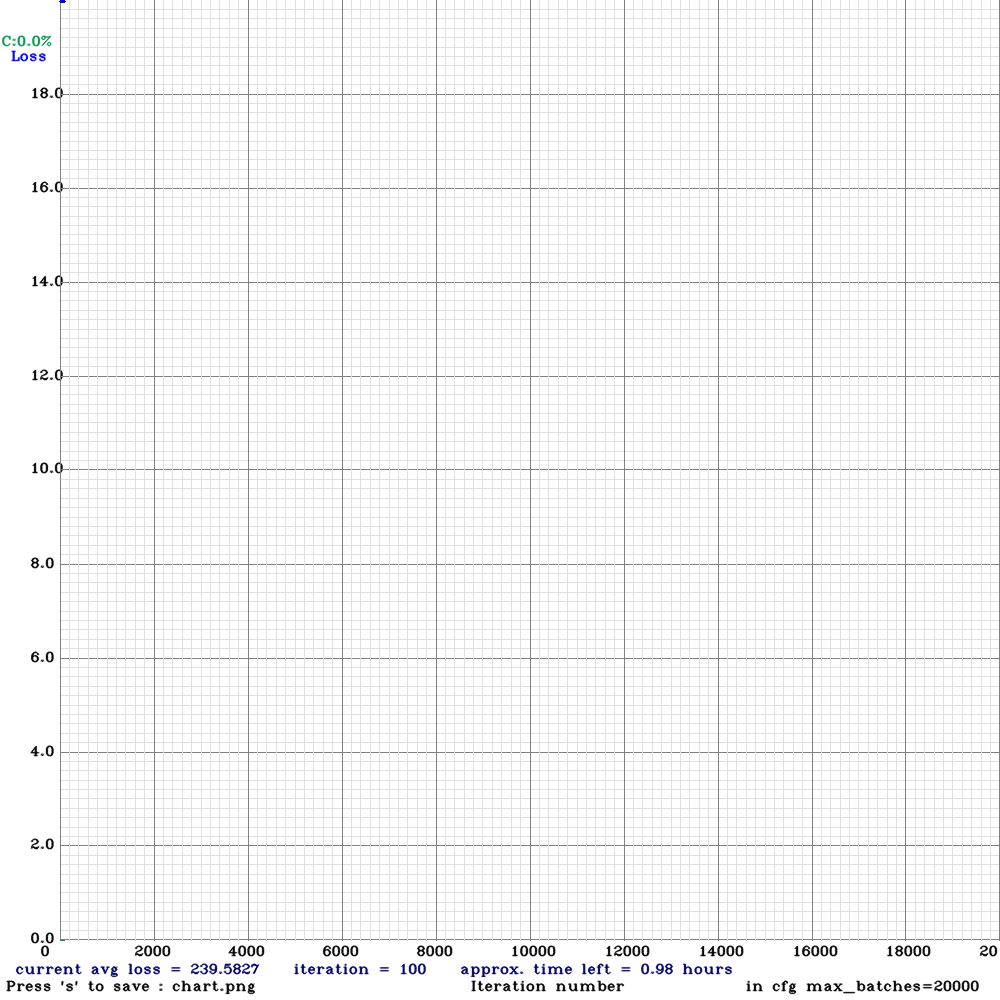 C:0.0%
Loss
18.0
16.0
14.0
12.0
10.0
8.0
6.0
4.0
2.0
0.0
0 2000 4000 6000 8000 10000 12000 14000 16000 18000 20
current avg loss = 239.5827 iteration = 100 approx. time left = 0.98 hours
Press 's' to save : chart.png Iteration number in cfg max_batches=20000